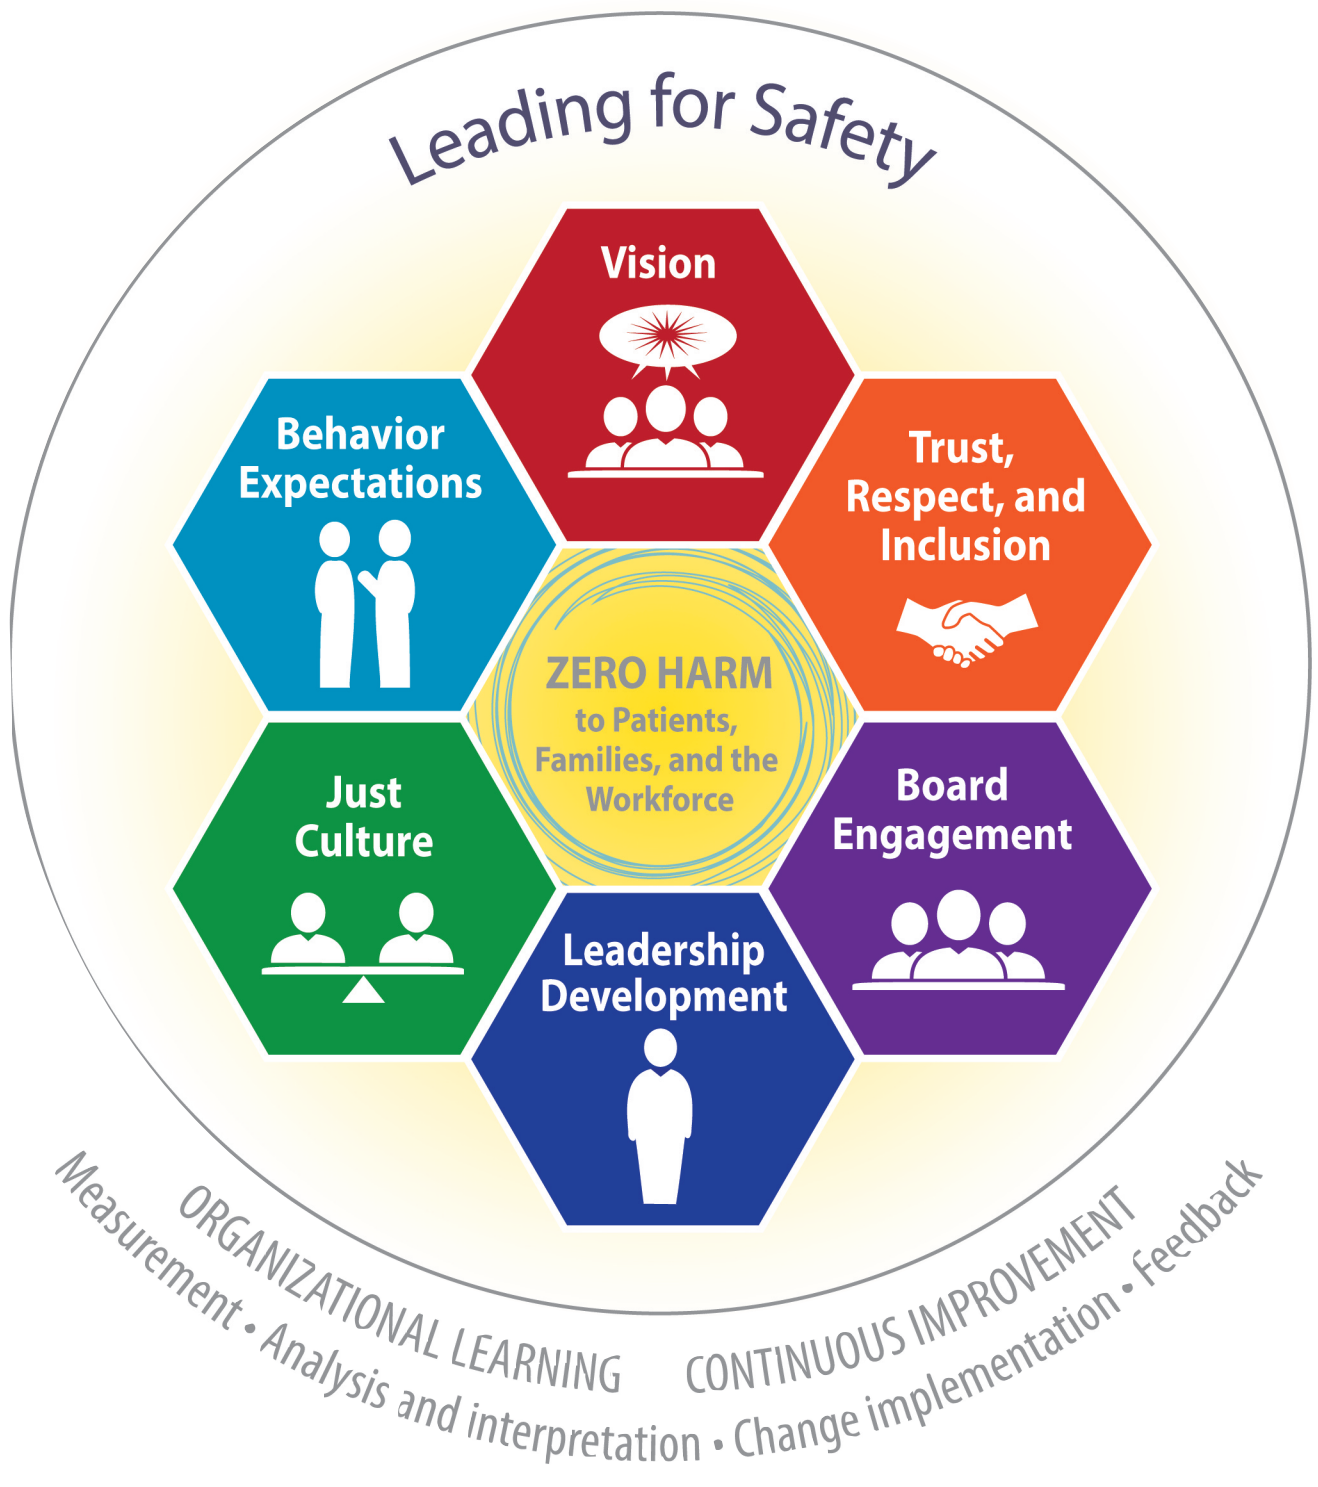 Leading for Safety
Vision
Behavior
Expectations
Trust,
Respect, and
Inclusion
ZERO HARM
to Patients,
Families, and the
Workforce
Just
Culture
Board
Engagement
Leadership
Development
ORGANIZATIONAL LEARNING CONTINUOUS IMPROVEMENT
Measurement • Analysis and interpretation • Change implementation • Feedback